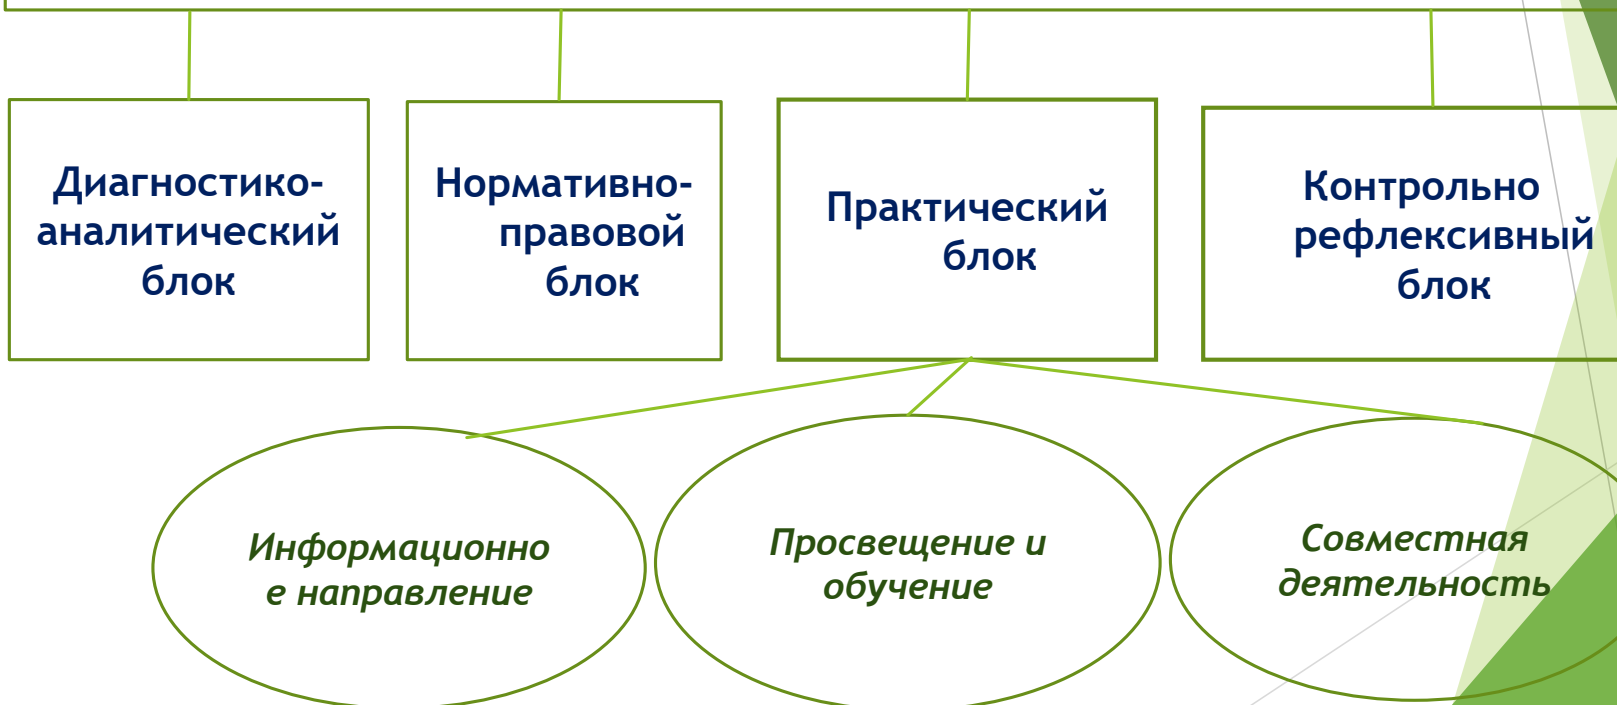 Диагностико-
аналитический
блок
Нормативно-
правовой
блок
Практический
блок
Контрольно
рефлексивный
блок
Информационно
е направление
Просвещение и
обучение
Совместная
деятельность